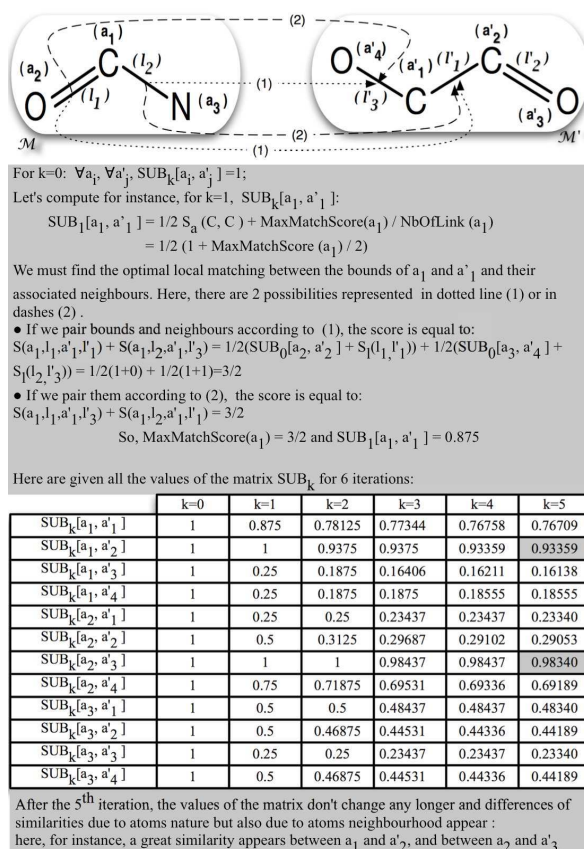 (2)
(a1) (a'2)
(a2) C (l2) O (a'4) (a'1) (l'1) C (l'2)
(1)
O (l1) N (a3) (l'3) C O
(2) (a'3)
M (1) M'
For k=0: ∀ai, ∀a'j, SUBk[ai, a'j ] =1;
Let's compute for instance, for k=1, SUBk[a1, a’1 ]:
SUB1[a1, a’1 ] = 1/2 Sa (C, C ) + MaxMatchScore(a1) / NbOfLink (a1)
= 1/2 (1 + MaxMatchScore (a1) / 2)
We must find the optimal local matching between the bounds of a1 and a’1 and their
associated neighbours. Here, there are 2 possibilities represented in dotted line (1) or in
dashes (2) .
● If we pair bounds and neighbours according to (1), the score is equal to:
S(a1,l1,a'1,l'1) + S(a1,l2,a'1,l'3) = 1/2(SUB0[a2, a'2 ] + Sl(l1,l'1)) + 1/2(SUB0[a3, a'4 ] +
Sl(l2,l'3)) = 1/2(1+0) + 1/2(1+1)=3/2
● If we pair them according to (2), the score is equal to:
S(a1,l1,a'1,l'3) + S(a1,l2,a'1,l'1) = 3/2
So, MaxMatchScore(a1) = 3/2 and SUB1[a1, a'1 ] = 0.875
Here are given all the values of the matrix SUBk for 6 iterations:
k=0 k=1 k=2 k=3 k=4 k=5
SUBk[a1, a'1 ] 1 0.875 0.78125 0.77344 0.76758 0.76709
SUBk[a1, a'2 ] 1 1 0.9375 0.9375 0.93359 0.93359
SUBk[a1, a'3 ] 1 0.25 0.1875 0.16406 0.16211 0.16138
SUBk[a1, a'4 ] 1 0.25 0.1875 0.1875 0.18555 0.18555
SUBk[a2, a'1 ] 1 0.25 0.25 0.23437 0.23437 0.23340
SUBk[a2, a'2 ] 1 0.5 0.3125 0.29687 0.29102 0.29053
SUBk[a2, a'3 ] 1 1 1 0.98437 0.98437 0.98340
SUBk[a2, a'4 ] 1 0.75 0.71875 0.69531 0.69336 0.69189
SUBk[a3, a'1 ] 1 0.5 0.5 0.48437 0.48437 0.48340
SUBk[a3, a'2 ] 1 0.5 0.46875 0.44531 0.44336 0.44189
SUBk[a3, a'3 ] 1 0.25 0.25 0.23437 0.23437 0.23340
SUBk[a3, a'4 ] 1 0.5 0.46875 0.44531 0.44336 0.44189
After the 5th iteration, the values of the matrix don't change any longer and differences of
similarities due to atoms nature but also due to atoms neighbourhood appear :
here, for instance, a great similarity appears between a1 and a'2, and between a2 and a'3